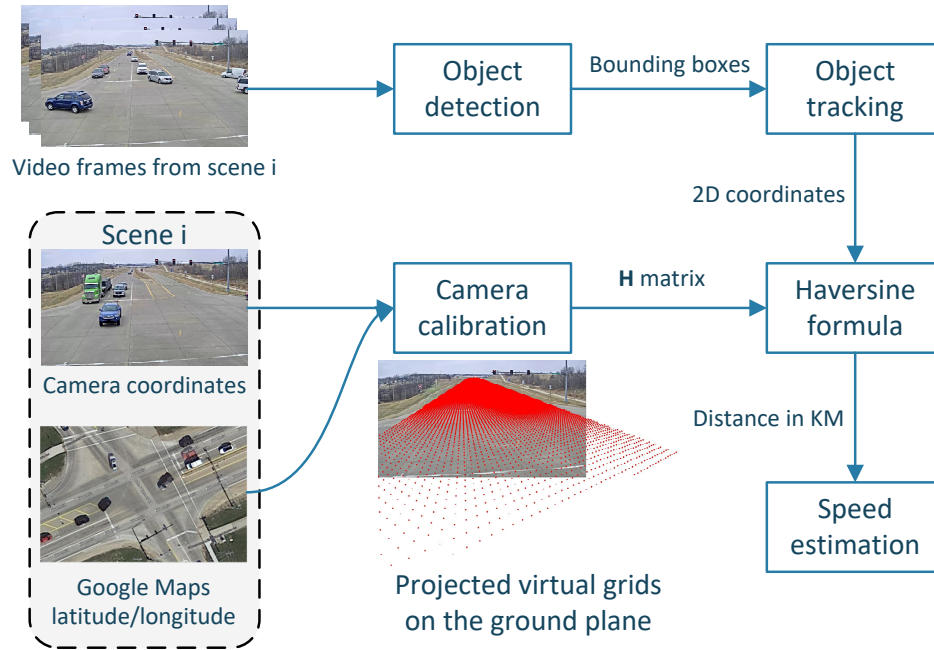 Object
detection
Bounding boxes
Object
tracking
Video frames from scene i
2D coordinates
Scene i
Camera coordinates
Camera
calibration
H matrix
Haversine
formula
Distance in KM
Google Maps
latitude/longitude
Projected virtual grids
on the ground plane
Speed
estimation